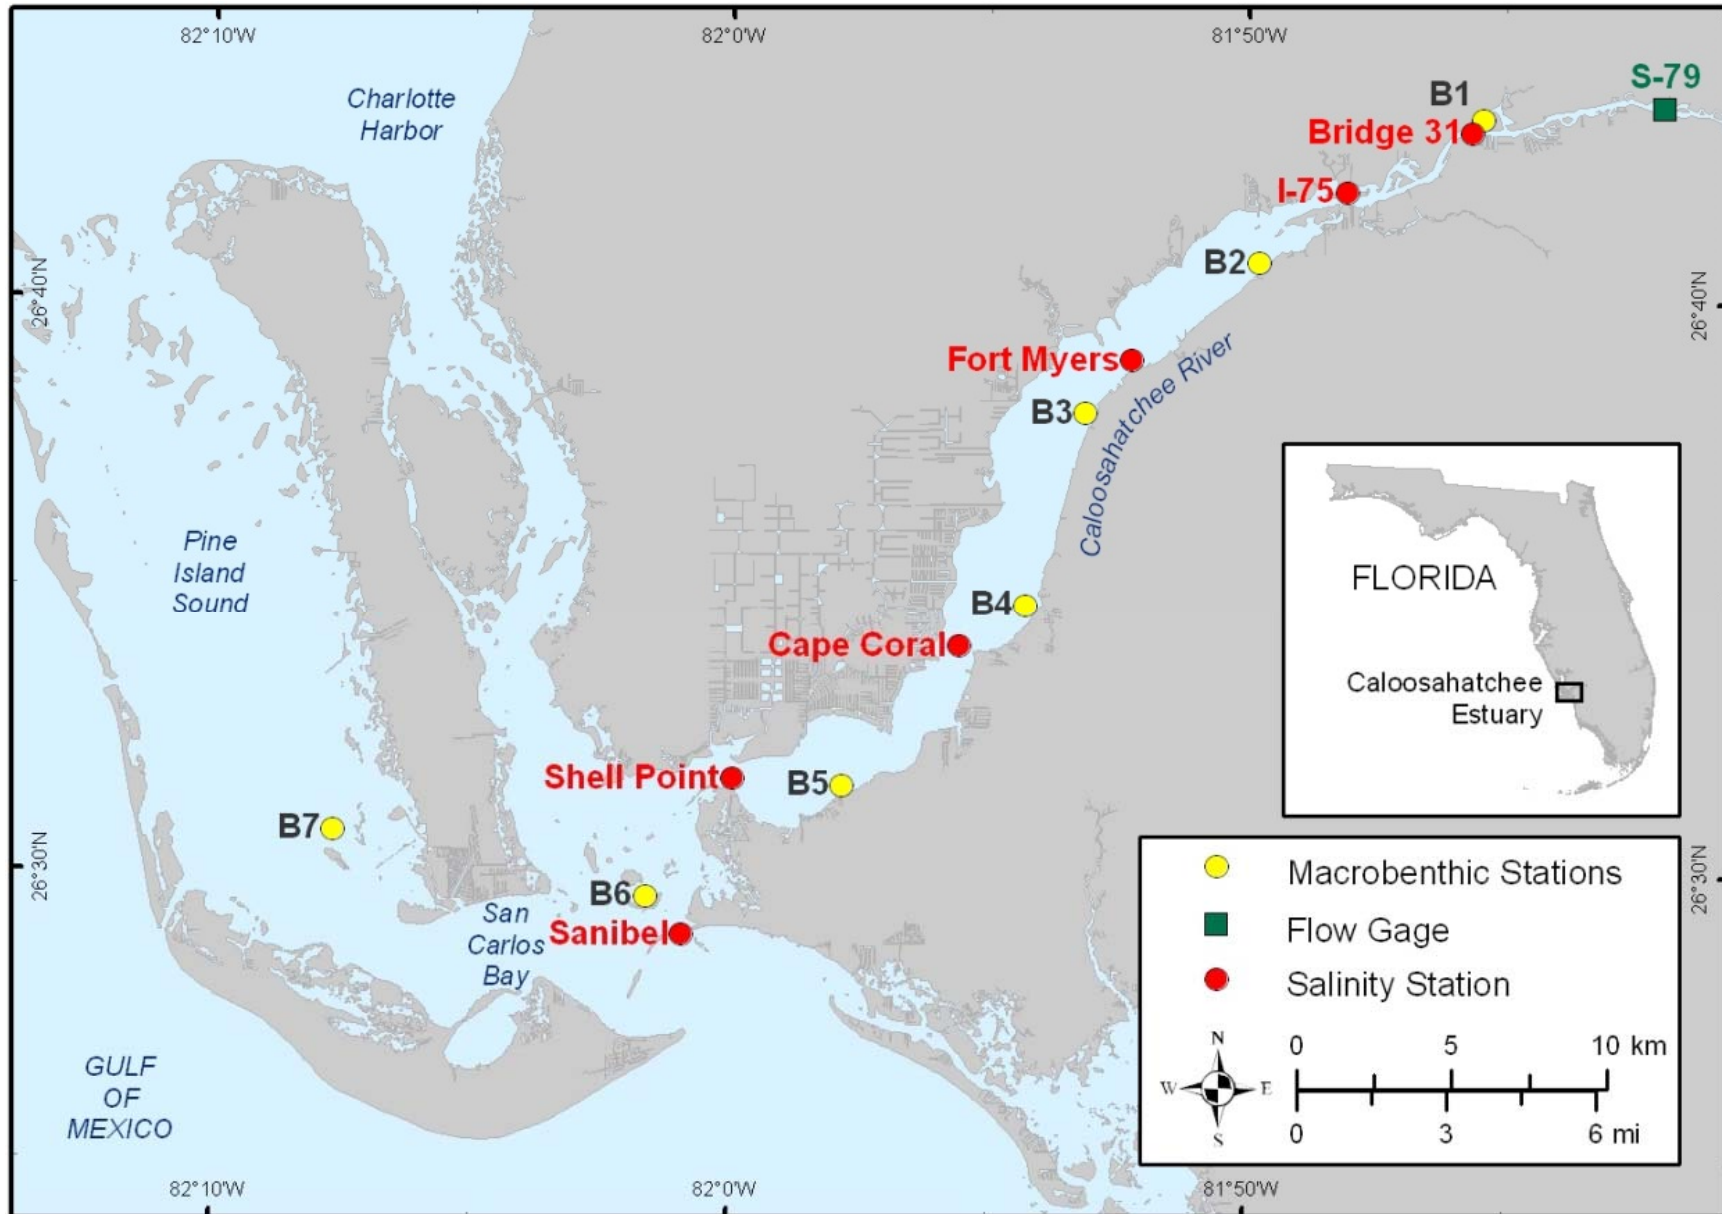 82°10'W
82°0'W
81°50'W
Charlotte
Harbor
S-79
B1
Bridge 31
I-75
B2
26°40'N
26°40'N
Fort Myers
B3
Caloosahatchee River
Pine
Island
Sound
B4
Cape Coral
FLORIDA
Caloosahatchee
Estuary
Shell Point
B5
B7
26°30'N
26°30'N
B6
San
Carlos
Bay
Sanibel
Macrobenthic Stations
Flow Gage
Salinity Station
GULF
OF
MEXICO
N
W
E
S
0 5 10 km
0 3 6 mi
82°10'W
82°0'W
81°50'W